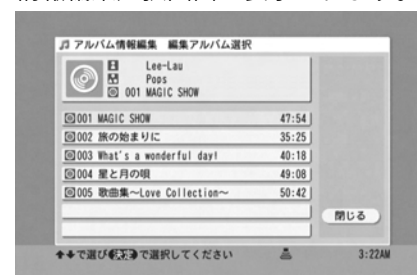 アルバム情報編集 編集アルバム選択
Lee-Lau
Pops
001 MAGIC SHOW
001 MAGIC SHOW 47:54
002 旅の始まりに 35:25
003 What's a wonderful day! 40:18
004 星と月の唄 49:08
005 歌曲集～Love Collection～ 50:42
閉じる
↑↓で選び決定で選択してください 3:22AM